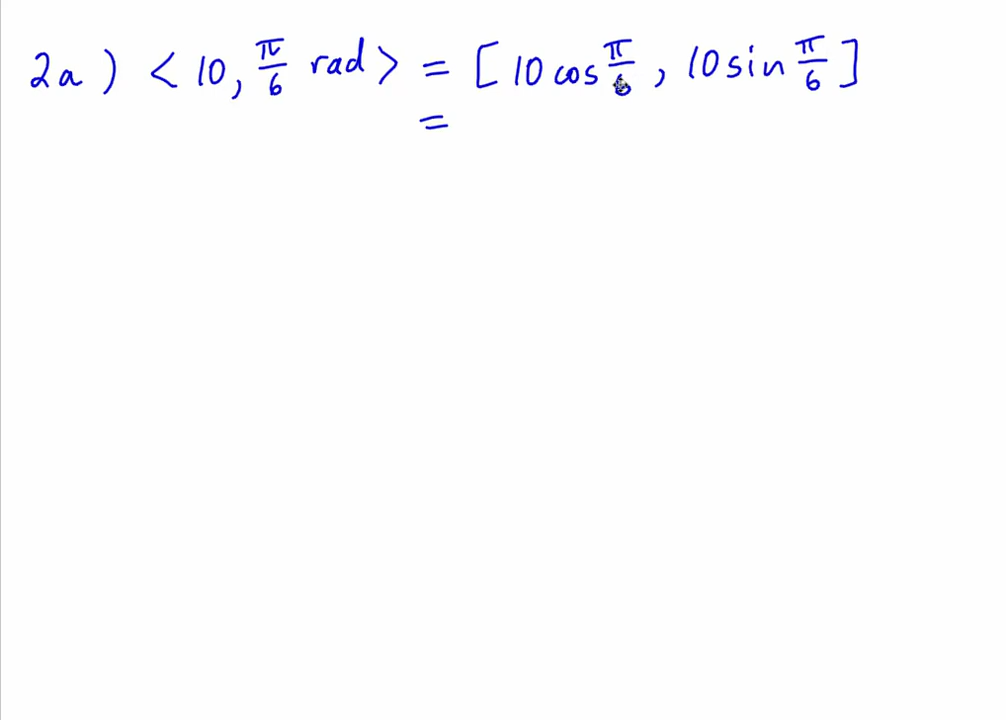 2a) < 10, π/6 rad > = [ 10 cos π/6 , 10 sin π/6 ]
=